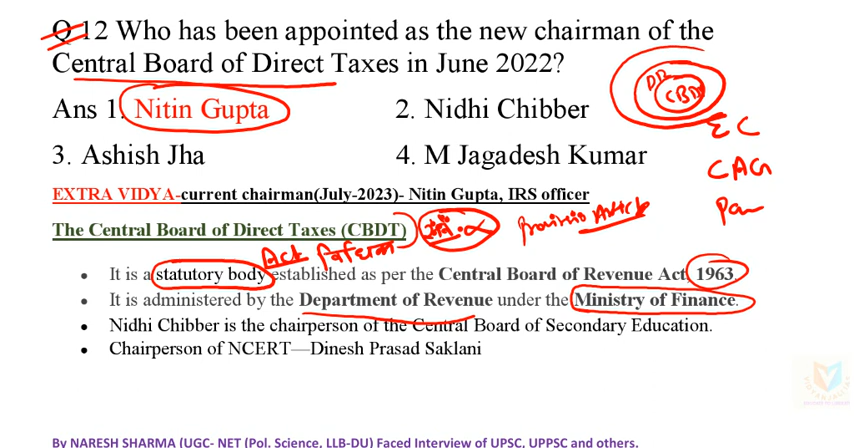 Q.12 Who has been appointed as the new chairman of the
Central Board of Direct Taxes in June 2022?
Ans 1. Nitin Gupta 2. Nidhi Chibber
3. Ashish Jha 4. M Jagadesh Kumar
DB
CBD
EC
CAG
EXTRA VIDYA-current chairman(July-2023)- Nitin Gupta, IRS officer
The Central Board of Direct Taxes (CBDT)
Article
Act
It is a statutory body established as per the Central Board of Revenue Act 1963.
It is administered by the Department of Revenue under the Ministry of Finance.
Nidhi Chibber is the chairperson of the Central Board of Secondary Education.
Chairperson of NCERT—Dinesh Prasad Saklani
By NARESH SHARMA (UGC- NET (Pol. Science, LLB-DU) Faced Interview of UPSC, UPPSC and others.